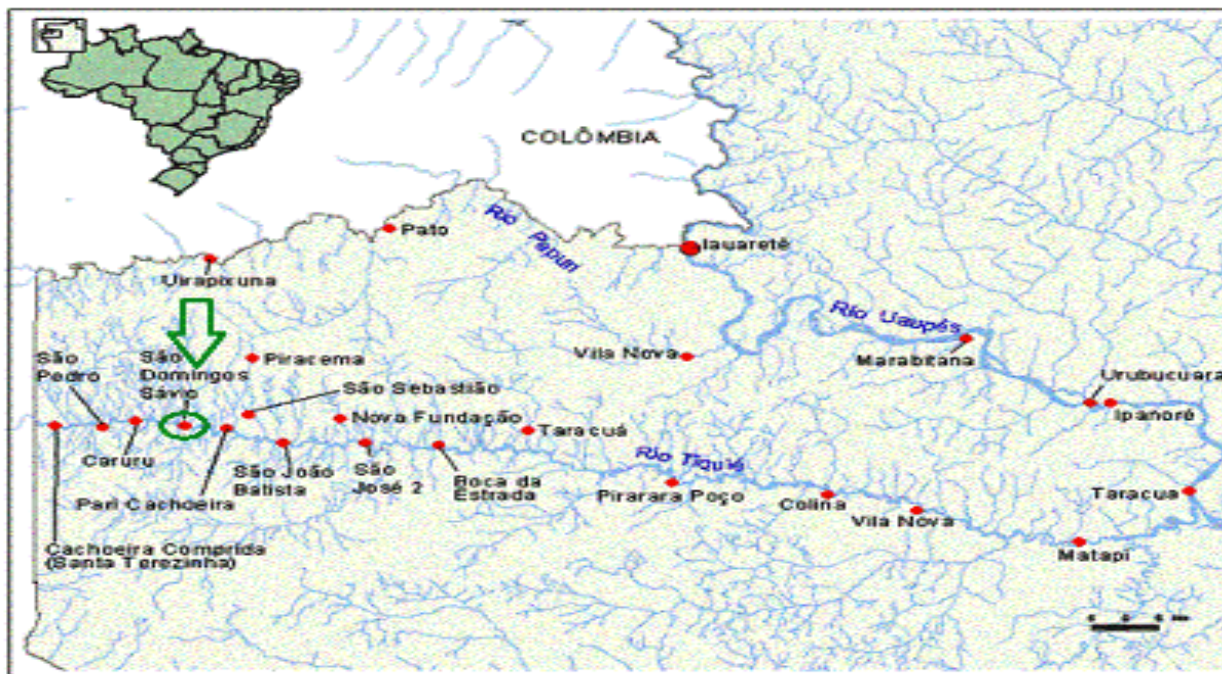 COLÔMBIA
Pato
Rio Papuri
Iauaretê
Uirapixuna
Rio Uaupés
São
Pedro
São
Domingos
Sávio
Piracema
Vila Nova
Marabitana
Urubucuara
São Sebastião
Nova Fundação
Ipanoré
Taracuá
Caruru
Pari Cachoeira
São João
Batista
São
José 2
Boca da
Estrada
Rio Tiquié
Pirarara Poço
Colina
Vila Nova
Taracua
Cachoeira Comprida
(Santa Terezinha)
Matapi